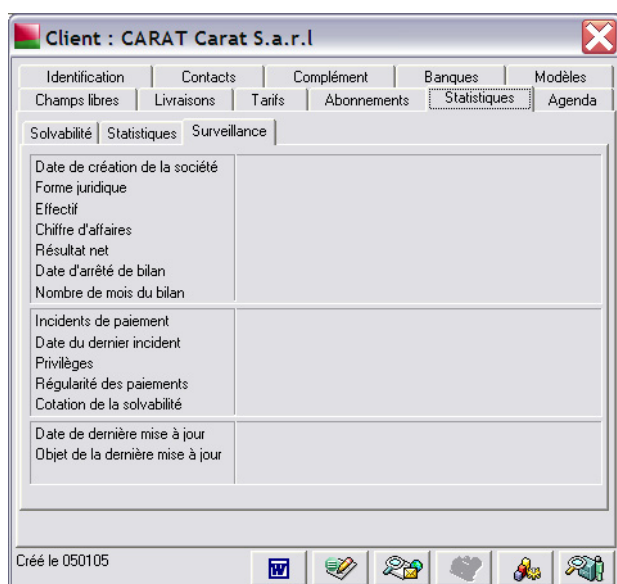 Client : CARAT Carat S.a.r.l
Identification Contacts Complément Banques Modèles
Champs libres Livraisons Tarifs Abonnements Statistiques Agenda
Solvabilité Statistiques Surveillance
Date de création de la société
Forme juridique
Effectif
Chiffre d'affaires
Résultat net
Date d'arrêté de bilan
Nombre de mois du bilan
Incidents de paiement
Date du dernier incident
Privilèges
Régularité des paiements
Cotation de la solvabilité
Date de dernière mise à jour
Objet de la dernière mise à jour
Créé le 050105
W